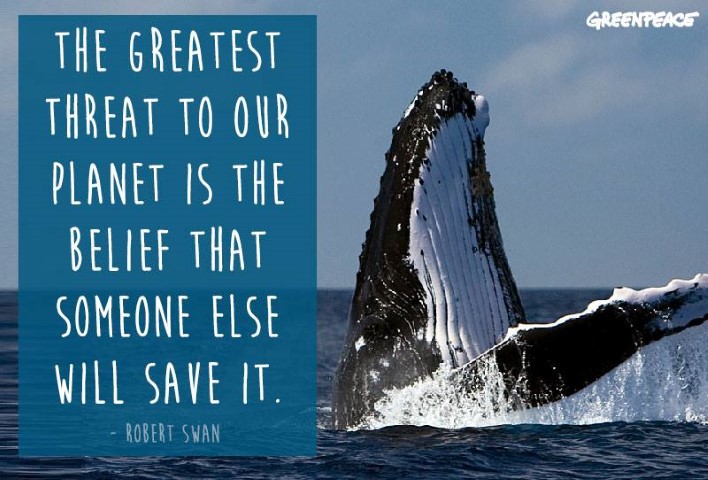 GREENPEACE
THE GREATEST
THREAT TO OUR
PLANET IS THE
BELIEF THAT
SOMEONE ELSE
WILL SAVE IT.
- ROBERT SWAN